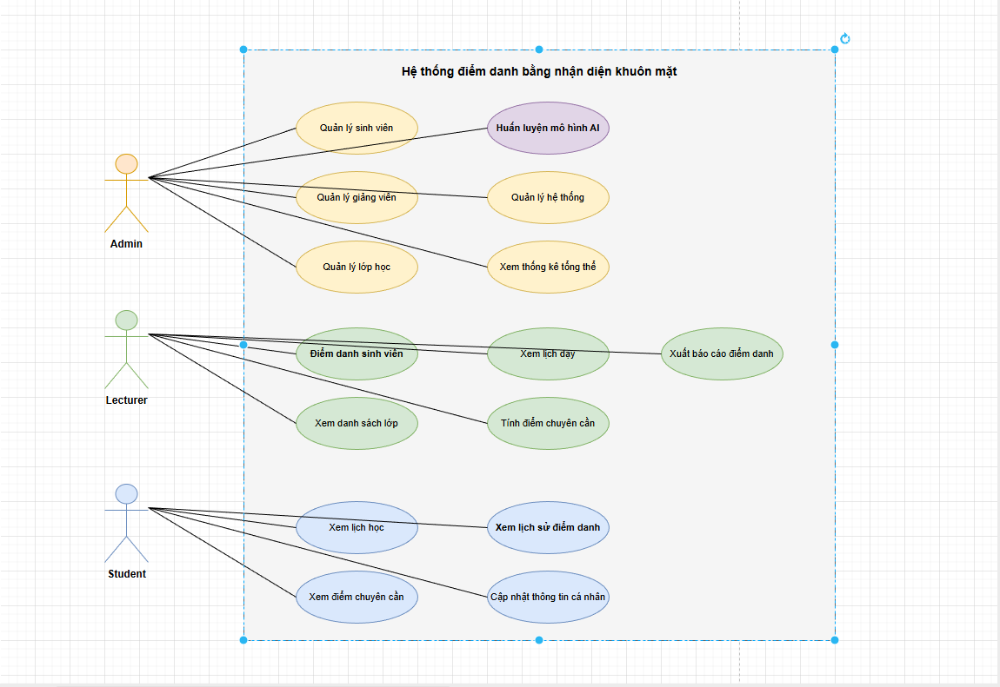 Hệ thống điểm danh bằng nhận diện khuôn mặt
Quản lý sinh viên
Huấn luyện mô hình AI
Quản lý giảng viên
Quản lý hệ thống
Admin
Quản lý lớp học
Xem thống kê tổng thể
Điểm danh sinh viên
Xem lịch dạy
Xuất báo cáo điểm danh
Lecturer
Xem danh sách lớp
Tính điểm chuyên cần
Xem lịch học
Xem lịch sử điểm danh
Student
Xem điểm chuyên cần
Cập nhật thông tin cá nhân